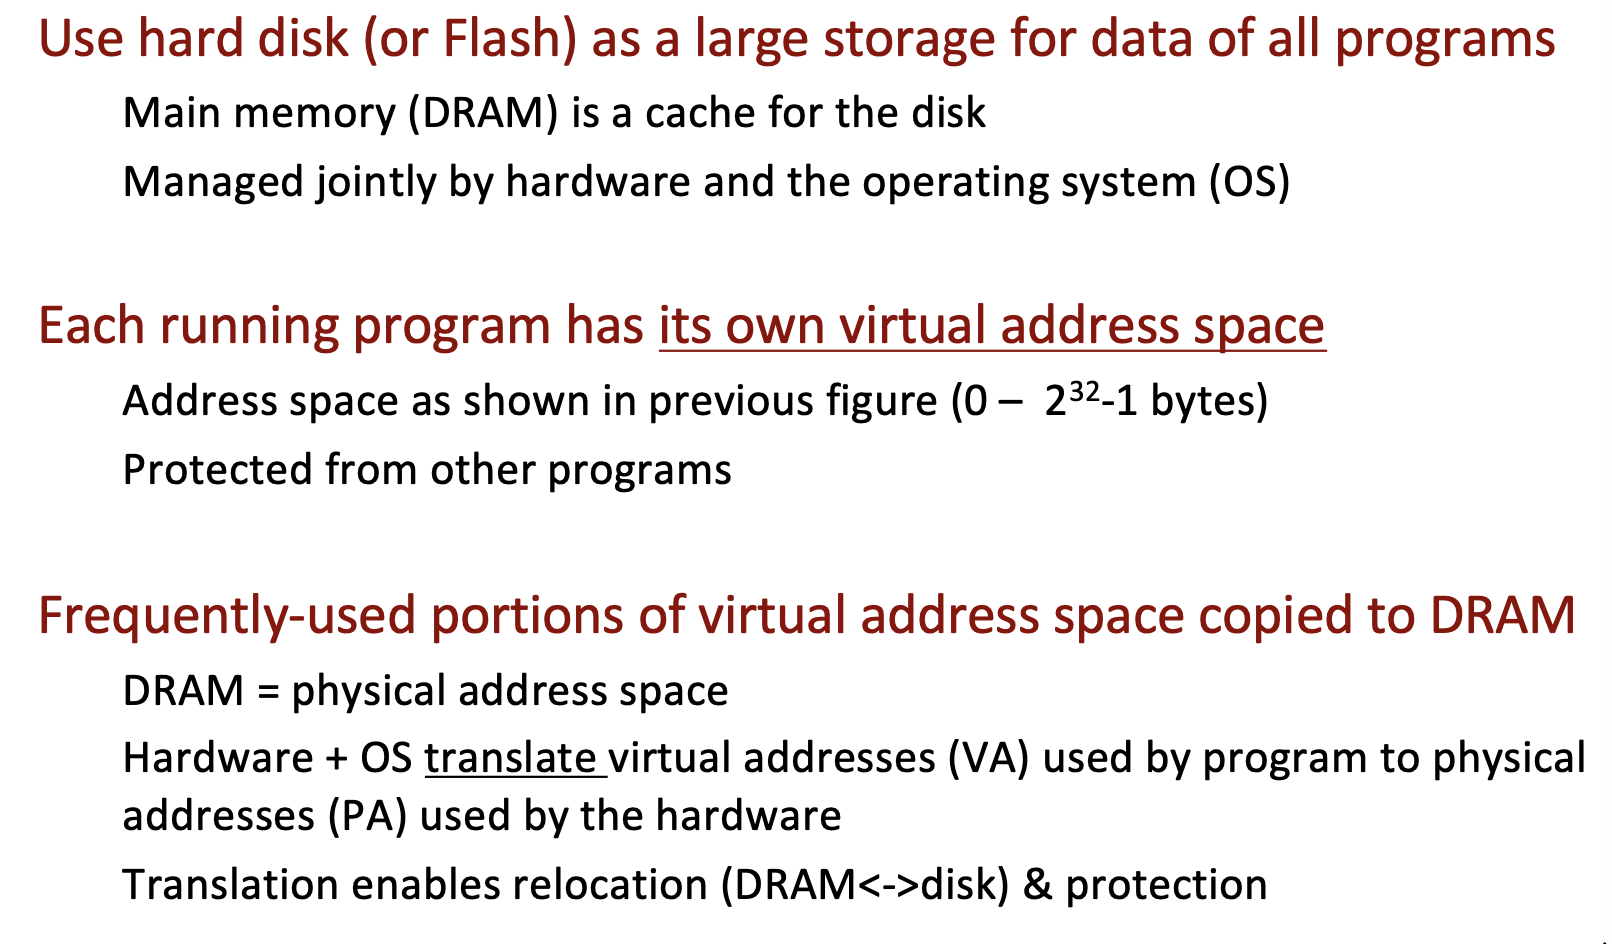 Use hard disk (or Flash) as a large storage for data of all programs
Main memory (DRAM) is a cache for the disk
Managed jointly by hardware and the operating system (OS)
Each running program has its own virtual address space
Address space as shown in previous figure (0 – 2³²-1 bytes)
Protected from other programs
Frequently-used portions of virtual address space copied to DRAM
DRAM = physical address space
Hardware + OS translate virtual addresses (VA) used by program to physical
addresses (PA) used by the hardware
Translation enables relocation (DRAM<->disk) & protection